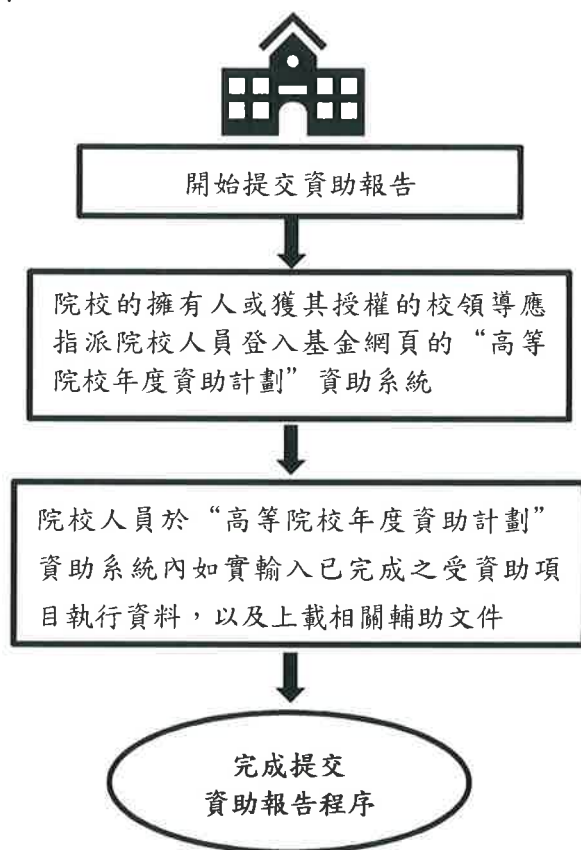 開始提交資助報告
院校的擁有人或獲其授權的校領導應
指派院校人員登入基金網頁的“高等
院校年度資助計劃”資助系統
院校人員於“高等院校年度資助計劃”
資助系統內如實輸入已完成之受資助項
目執行資料，以及上載相關輔助文件
完成提交
資助報告程序